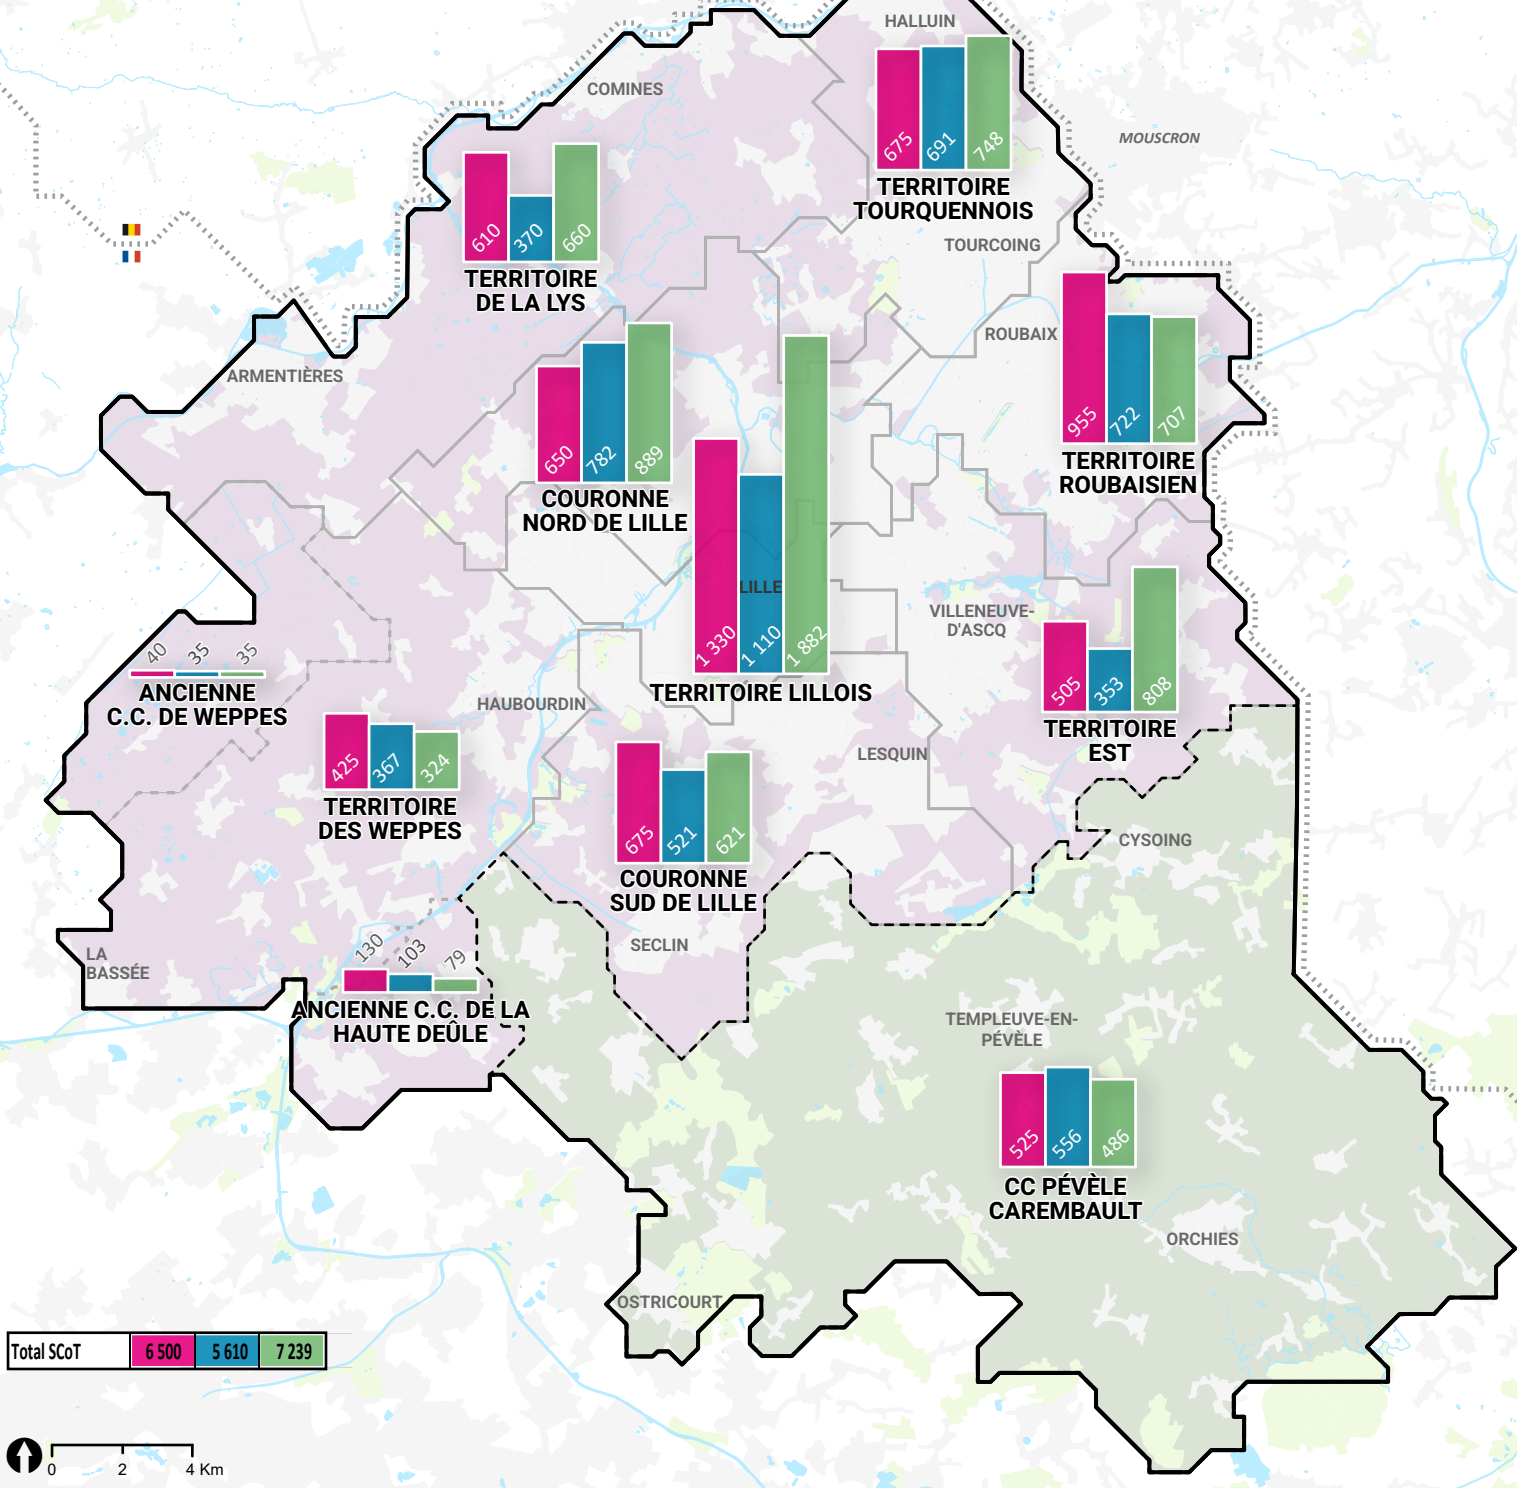 HALLUIN
COMINES
MOUSCRON
675
691
748
TERRITOIRE
TOURQUENNOIS
TOURCOING
610
370
660
TERRITOIRE
DE LA LYS
ROUBAIX
ARMENTIÈRES
955
722
707
TERRITOIRE
ROUBAISIEN
650
782
889
COURONNE
NORD DE LILLE
LILLE
1 330
1 110
1 882
TERRITOIRE LILLOIS
VILLENEUVE-
D'ASCQ
40
35
35
ANCIENNE
C.C. DE WEPPES
HAUBOURDIN
505
353
808
TERRITOIRE
EST
LESQUIN
425
367
324
TERRITOIRE
DES WEPPES
675
521
621
COURONNE
SUD DE LILLE
CYSOING
SECLIN
LA
BASSÉE
130
103
79
ANCIENNE C.C. DE LA
HAUTE DEÛLE
TEMPLEUVE-EN-
PÉVÈLE
525
556
486
CC PÉVÈLE
CAREMBAULT
ORCHIES
OSTRICOURT
Total SCoT 6 500 5 610 7 239
0 2 4 Km